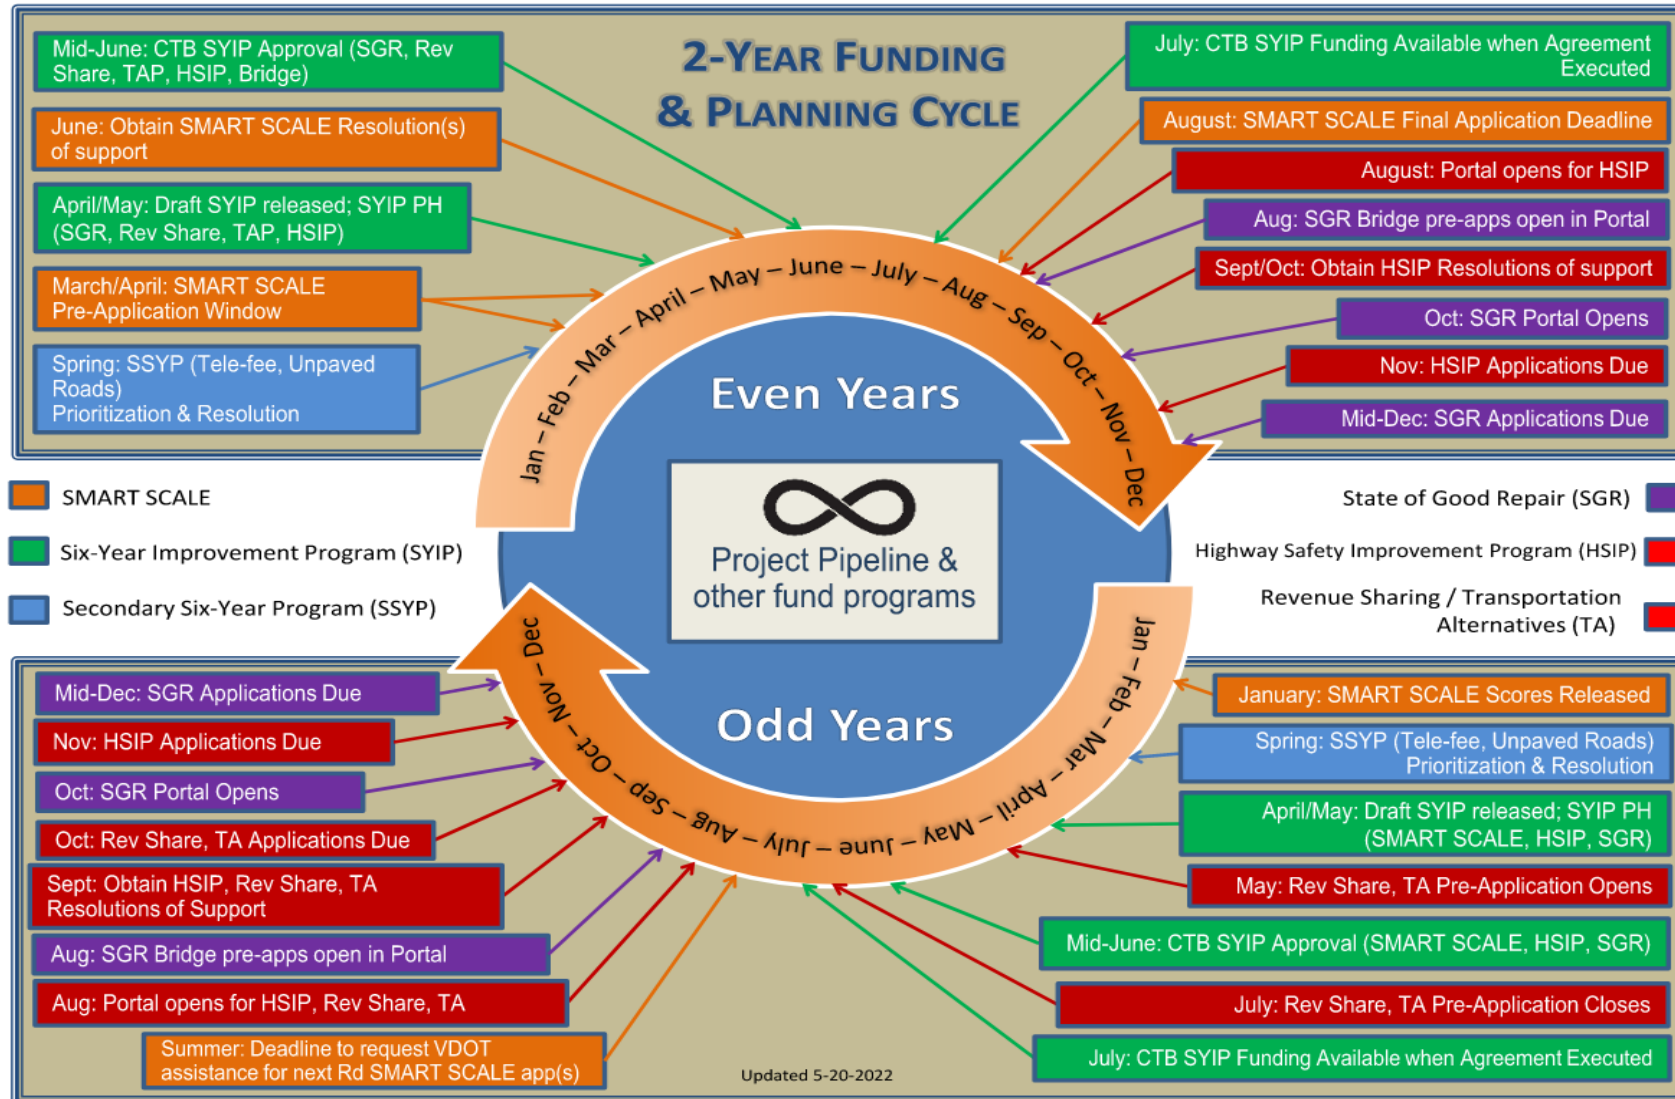 2-YEAR FUNDING
& PLANNING CYCLE
Mid-June: CTB SYIP Approval (SGR, Rev
Share, TAP, HSIP, Bridge)
June: Obtain SMART SCALE Resolution(s)
of support
April/May: Draft SYIP released; SYIP PH
(SGR, Rev Share, TAP, HSIP)
March/April: SMART SCALE
Pre-Application Window
Spring: SSYP (Tele-fee, Unpaved
Roads)
Prioritization & Resolution
July: CTB SYIP Funding Available when Agreement
Executed
August: SMART SCALE Final Application Deadline
August: Portal opens for HSIP
Aug: SGR Bridge pre-apps open in Portal
Sept/Oct: Obtain HSIP Resolutions of support
Oct: SGR Portal Opens
Nov: HSIP Applications Due
Mid-Dec: SGR Applications Due
Jan – Feb – Mar – April – May – June – July – Aug – Sep – Oct – Nov – Dec
Even Years
Project Pipeline &
other fund programs
SMART SCALE
Six-Year Improvement Program (SYIP)
Secondary Six-Year Program (SSYP)
State of Good Repair (SGR)
Highway Safety Improvement Program (HSIP)
Revenue Sharing / Transportation
Alternatives (TA)
Odd Years
Jan – Feb – Mar – April – May – June – July – Aug – Sep – Oct – Nov – Dec
Mid-Dec: SGR Applications Due
Nov: HSIP Applications Due
Oct: SGR Portal Opens
Oct: Rev Share, TA Applications Due
Sept: Obtain HSIP, Rev Share, TA
Resolutions of Support
Aug: SGR Bridge pre-apps open in Portal
Aug: Portal opens for HSIP, Rev Share, TA
Summer: Deadline to request VDOT
assistance for next Rd SMART SCALE app(s)
January: SMART SCALE Scores Released
Spring: SSYP (Tele-fee, Unpaved Roads)
Prioritization & Resolution
April/May: Draft SYIP released; SYIP PH
(SMART SCALE, HSIP, SGR)
May: Rev Share, TA Pre-Application Opens
Mid-June: CTB SYIP Approval (SMART SCALE, HSIP, SGR)
July: Rev Share, TA Pre-Application Closes
July: CTB SYIP Funding Available when Agreement Executed
Updated 5-20-2022